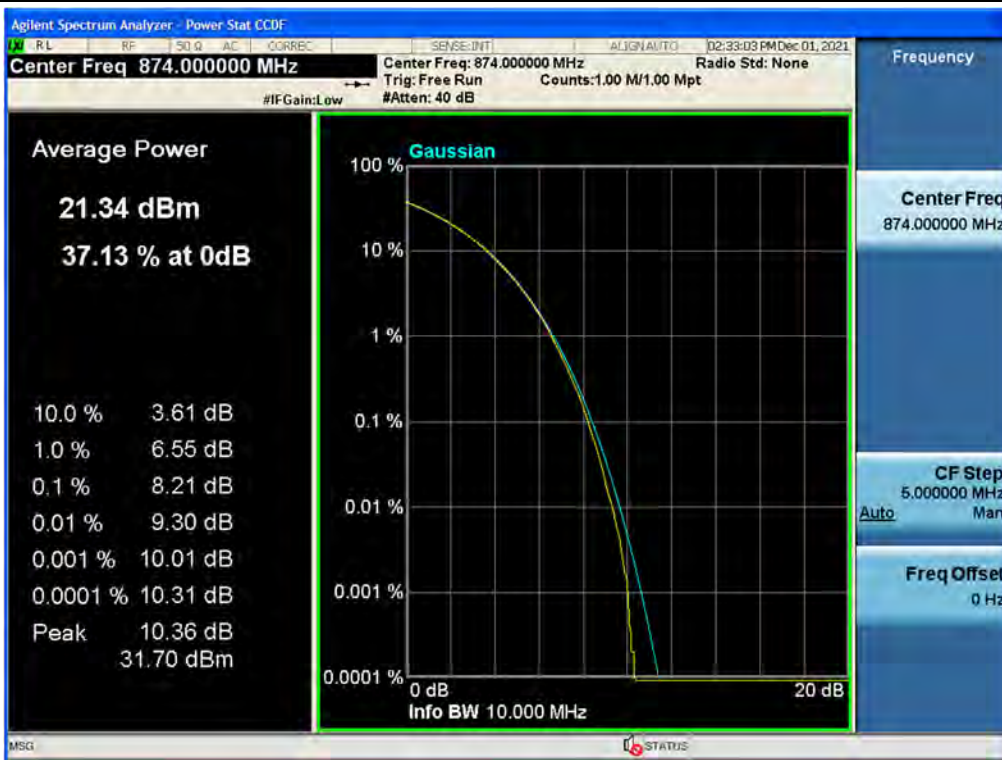 Agilent Spectrum Analyzer - Power Stat CCDF
LXI RL RF 50 Ω AC CORREC SENSE:INT ALIGN AUTO 02:33:03 PM Dec 01, 2021
Center Freq 874.000000 MHz
Center Freq: 874.000000 MHz Radio Std: None
Trig: Free Run Counts:1.00 M/1.00 Mpt
#IFGain:Low #Atten: 40 dB
Frequency
Average Power
21.34 dBm
37.13 % at 0dB
10.0 % 3.61 dB
1.0 % 6.55 dB
0.1 % 8.21 dB
0.01 % 9.30 dB
0.001 % 10.01 dB
0.0001 % 10.31 dB
Peak 10.36 dB
31.70 dBm
Gaussian
100 %
10 %
1 %
0.1 %
0.01 %
0.001 %
0.0001 %
0 dB 20 dB
Info BW 10.000 MHz
Center Freq
874.000000 MHz
CF Step
5.000000 MHz
Auto Man
Freq Offset
0 Hz
MSG STATUS